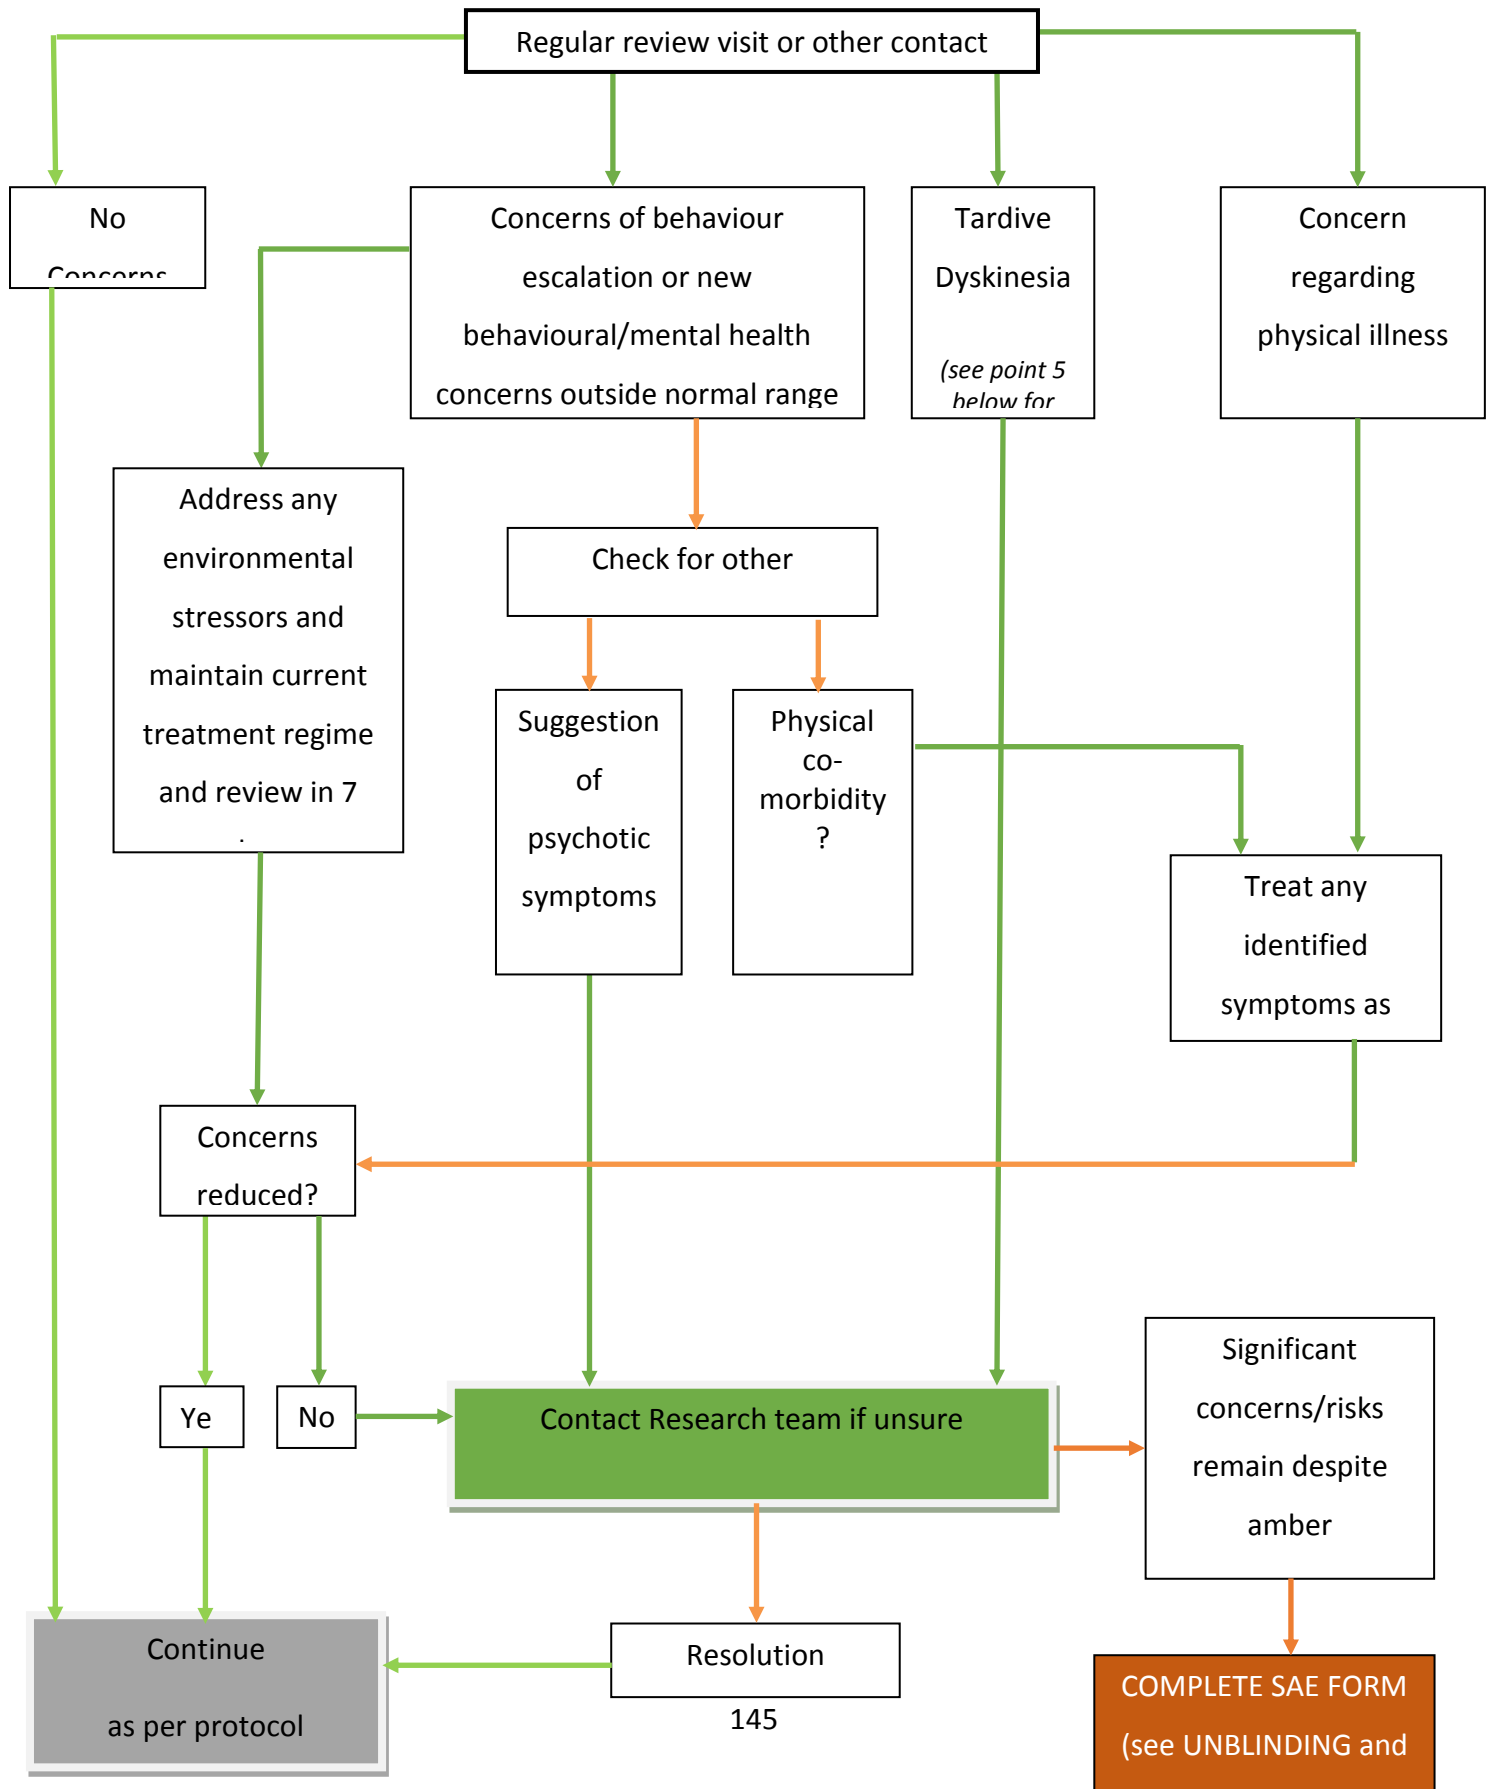 Regular review visit or other contact
No
Concerns
Concerns of behaviour
escalation or new
behavioural/mental health
concerns outside normal range
Tardive
Dyskinesia
(see point 5
below for
Concern
regarding
physical illness
Address any
environmental
stressors and
maintain current
treatment regime
and review in 7
Check for other
Suggestion
of
psychotic
symptoms
Physical
co-
morbidity
?
Treat any
identified
symptoms as
Concerns
reduced?
Ye
No
Contact Research team if unsure
Significant
concerns/risks
remain despite
amber
Continue
as per protocol
Resolution
145
COMPLETE SAE FORM
(see UNBLINDING and